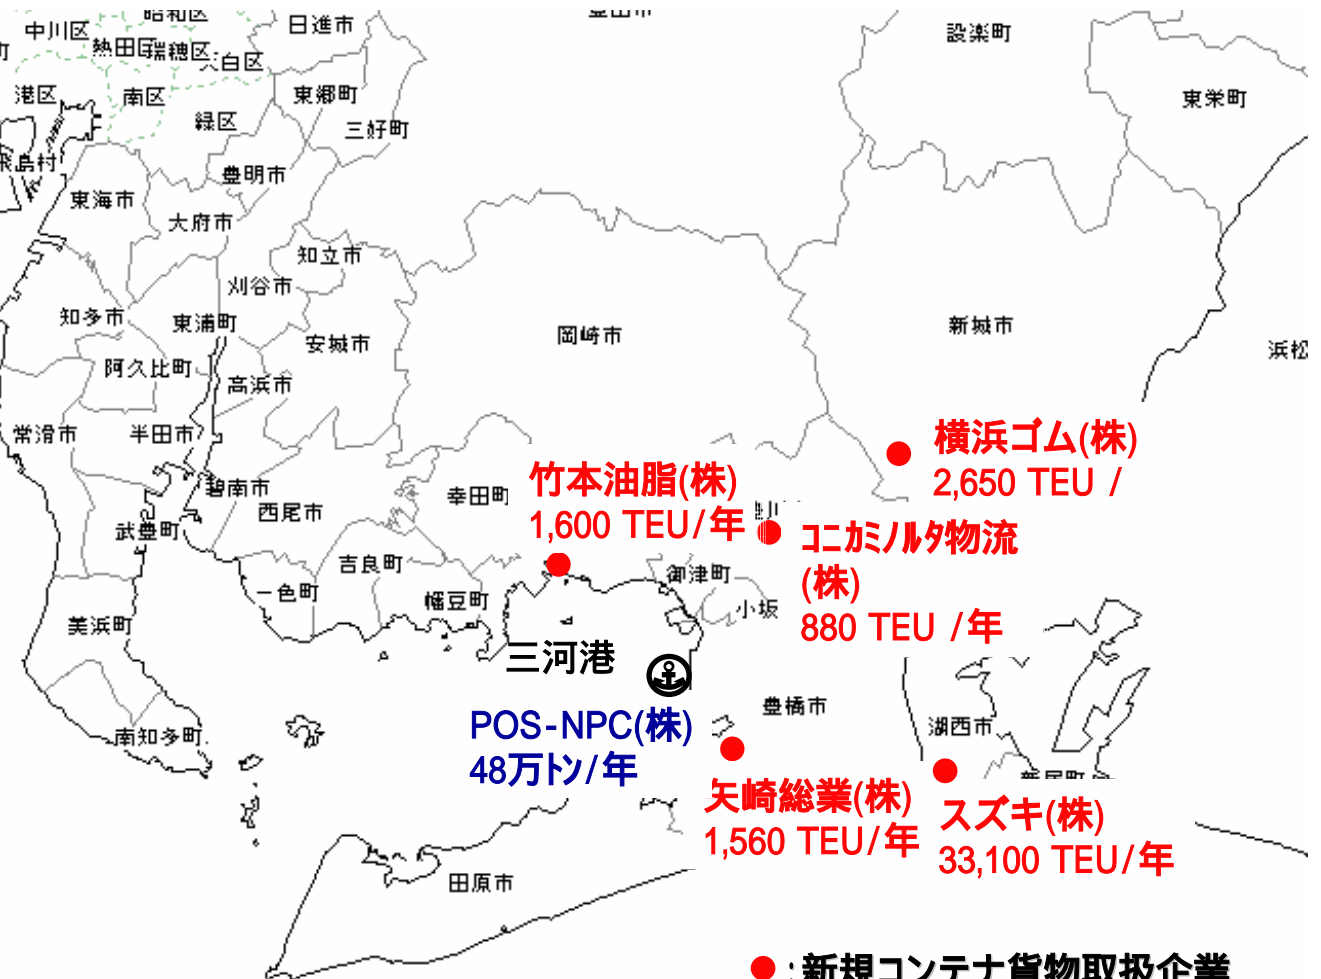 昭和区
中川区
日進市
豊田市
設楽町
熱田区
瑞穂区
天白区
港区
南区
東郷町
東栄町
緑区
三好町
飛島村
豊明市
東海市
大府市
知立市
刈谷市
知多市
東浦町
安城市
岡崎市
新城市
浜松
阿久比町
高浜市
常滑市
半田市
横浜ゴム(株)
2,650 TEU /
碧南市
西尾市
幸田町
竹本油脂(株)
1,600 TEU/年
武豊町
コニカミノルタ物流
(株)
880 TEU /年
吉良町
御津町
一色町
幡豆町
小坂
美浜町
三河港
豊橋市
湖西市
南知多町
POS-NPC(株)
48万トン/年
新居町
矢崎総業(株)
1,560 TEU/年
スズキ(株)
33,100 TEU/年
田原市
:新規コンテナ貨物取扱企業